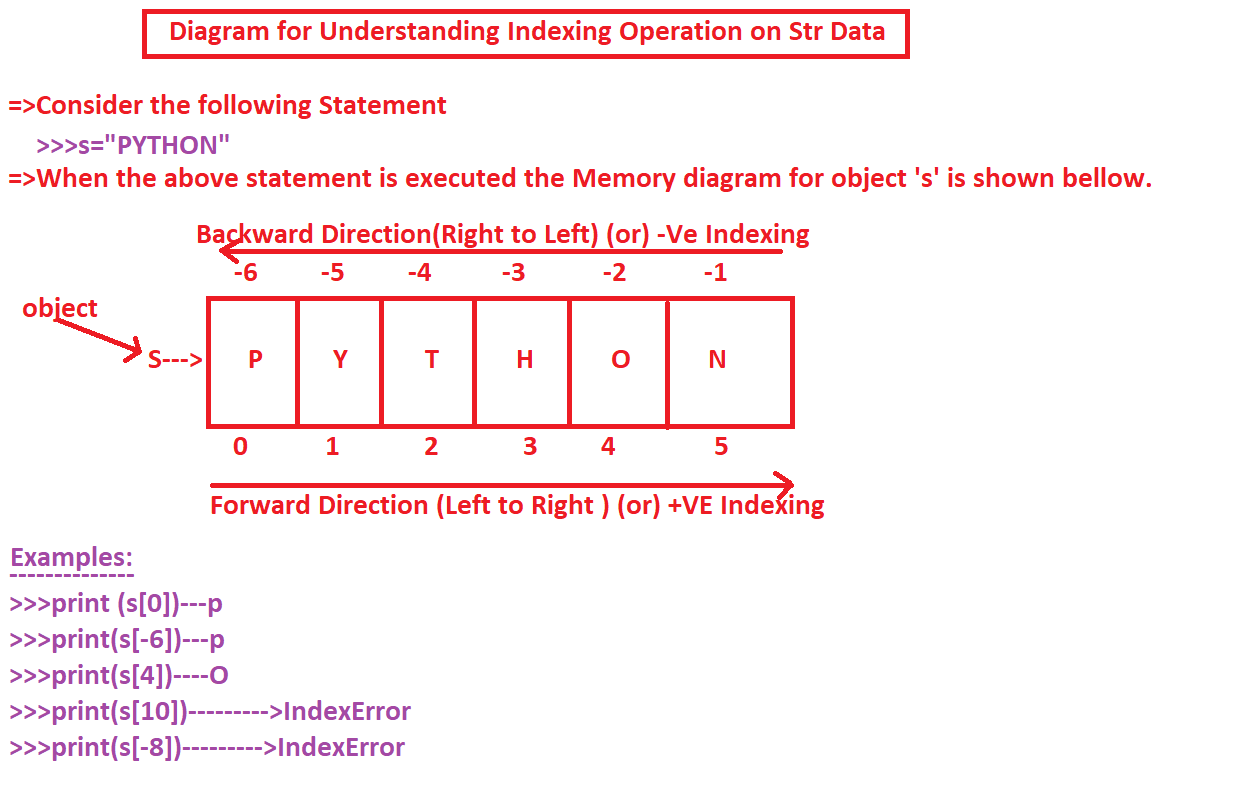 Diagram for Understanding Indexing Operation on Str Data
=>Consider the following Statement
>>>s="PYTHON"
=>When the above statement is executed the Memory diagram for object 's' is shown bellow.
Backward Direction(Right to Left) (or) -Ve Indexing
-6 -5 -4 -3 -2 -1
object
S--->
P Y T H O N
0 1 2 3 4 5
Forward Direction (Left to Right ) (or) +VE Indexing
Examples:
--------------
>>>print (s[0])---p
>>>print(s[-6])---p
>>>print(s[4])----O
>>>print(s[10])--------->IndexError
>>>print(s[-8])--------->IndexError